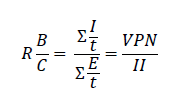 R B/C = (Σ I/t)/(Σ E/t) = VPN/II